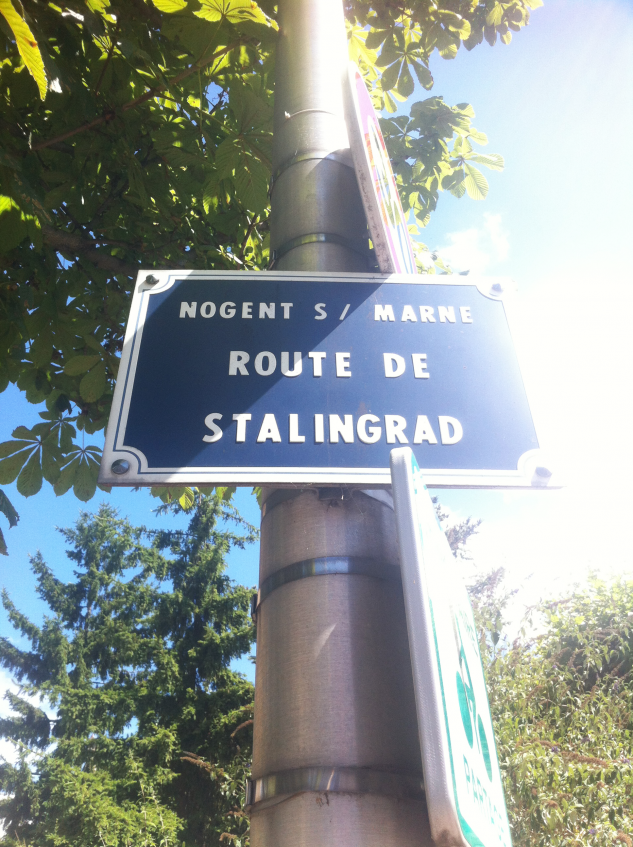 NOGENT S/ MARNE
ROUTE DE
STALINGRAD